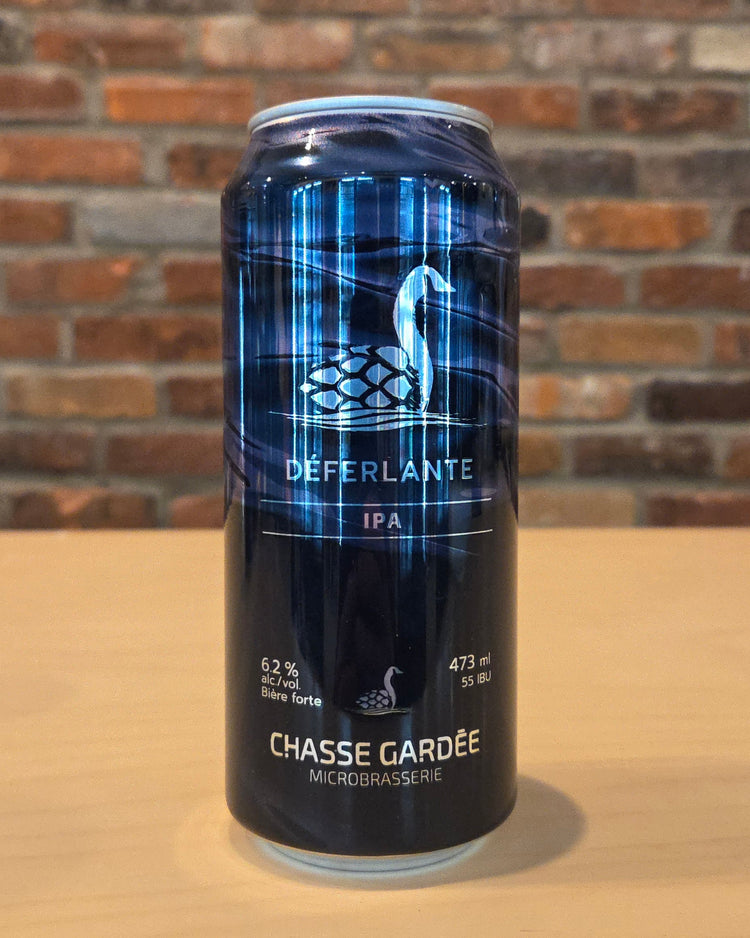 DÉFERLANTE
IPA
6.2 %
alc./vol.
Bière forte
473 ml
55 IBU
CHASSE GARDÉE
MICROBRASSERIE